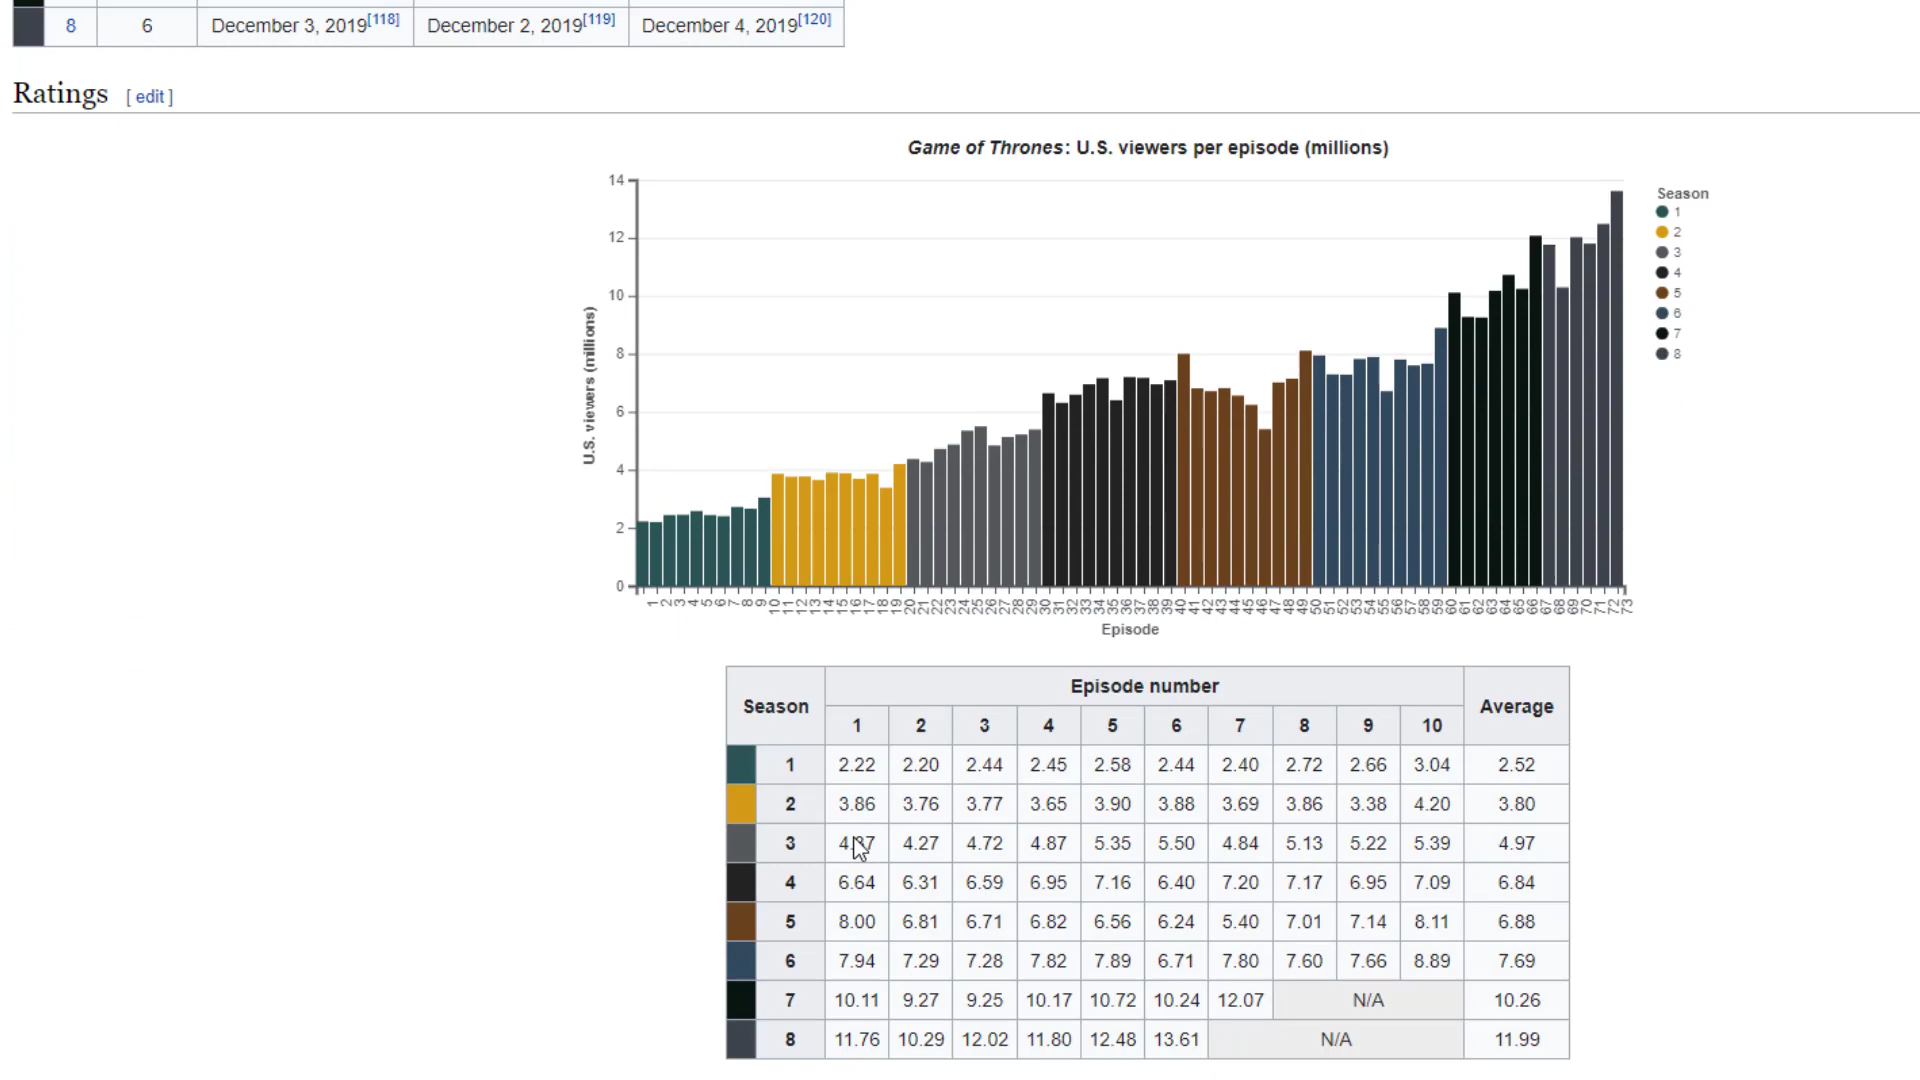 8 6 December 3, 2019[118] December 2, 2019[119] December 4, 2019[120]
Ratings [ edit ]
Game of Thrones: U.S. viewers per episode (millions)
14
12
10
8
6
4
2
0
U.S. viewers (millions)
1 2 3 4 5 6 7 8 9 10 11 12 13 14 15 16 17 18 19 20 21 22 23 24 25 26 27 28 29 30 31 32 33 34 35 36 37 38 39 40 41 42 43 44 45 46 47 48 49 50 51 52 53 54 55 56 57 58 59 60 61 62 63 64 65 66 67 68 69 70 71 72 73
Episode
Season
1
2
3
4
5
6
7
8
Season Episode number Average
1 2 3 4 5 6 7 8 9 10
1 2.22 2.20 2.44 2.45 2.58 2.44 2.40 2.72 2.66 3.04 2.52
2 3.86 3.76 3.77 3.65 3.90 3.88 3.69 3.86 3.38 4.20 3.80
3 4.27 4.72 4.87 5.35 5.50 4.84 5.13 5.22 5.39 4.97
4 6.64 6.31 6.59 6.95 7.16 6.40 7.20 7.17 6.95 7.09 6.84
5 8.00 6.81 6.71 6.82 6.56 6.24 5.40 7.01 7.14 8.11 6.88
6 7.94 7.29 7.28 7.82 7.89 6.71 7.80 7.60 7.66 8.89 7.69
7 10.11 9.27 9.25 10.17 10.72 10.24 12.07 N/A 10.26
8 11.76 10.29 12.02 11.80 12.48 13.61 N/A 11.99